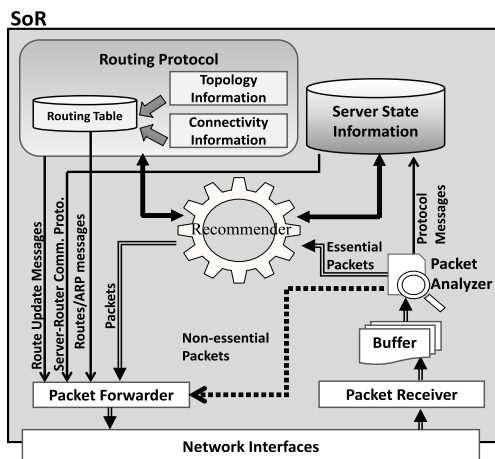 SoR
Routing Protocol
Topology
Information
Routing Table
Connectivity
Information
Server State
Information
Recommender
Route Update Messages
Server-Router Comm. Proto.
Routes/ARP messages
Packets
Essential
Packets
Protocol
Messages
Packet
Analyzer
Non-essential
Packets
Buffer
Packet Forwarder
Packet Receiver
Network Interfaces